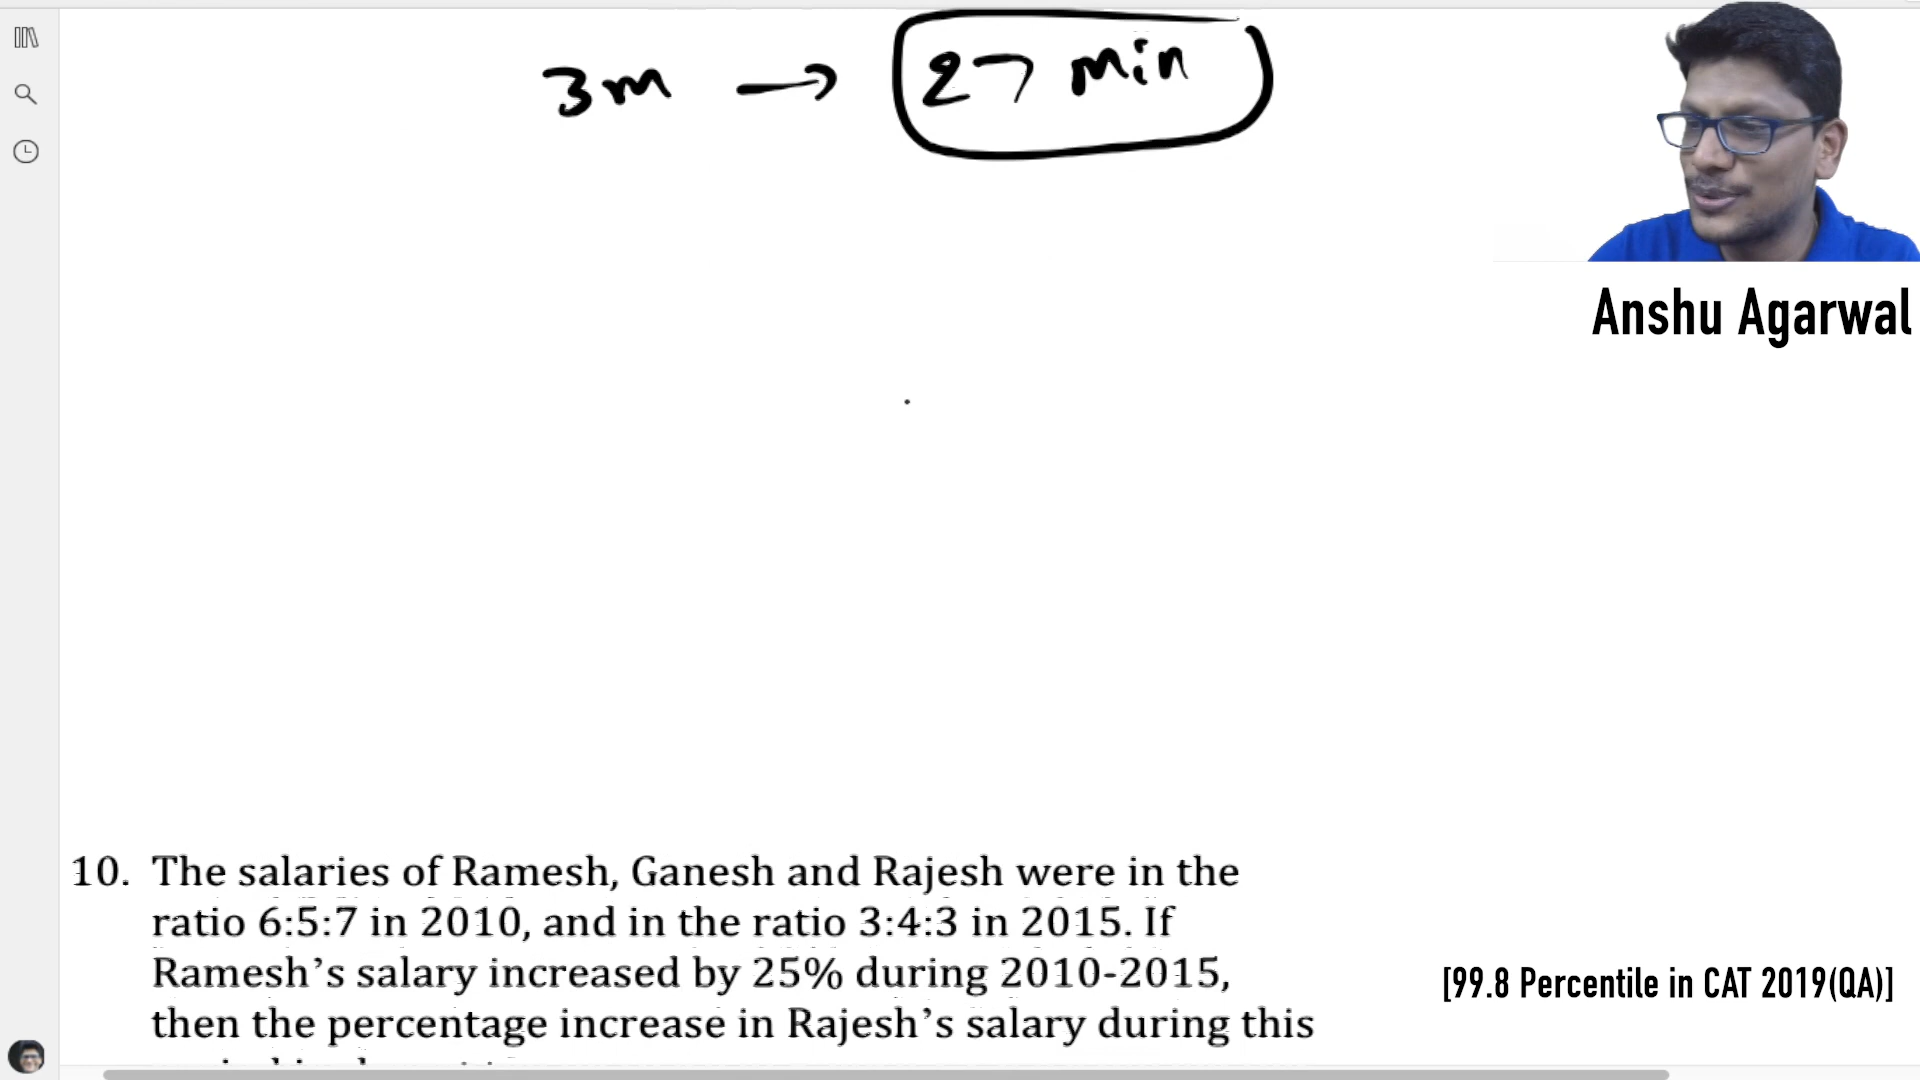 3m → 27 min
Anshu Agarwal
10. The salaries of Ramesh, Ganesh and Rajesh were in the
ratio 6:5:7 in 2010, and in the ratio 3:4:3 in 2015. If
Ramesh’s salary increased by 25% during 2010-2015,
then the percentage increase in Rajesh’s salary during this
[99.8 Percentile in CAT 2019(QA)]